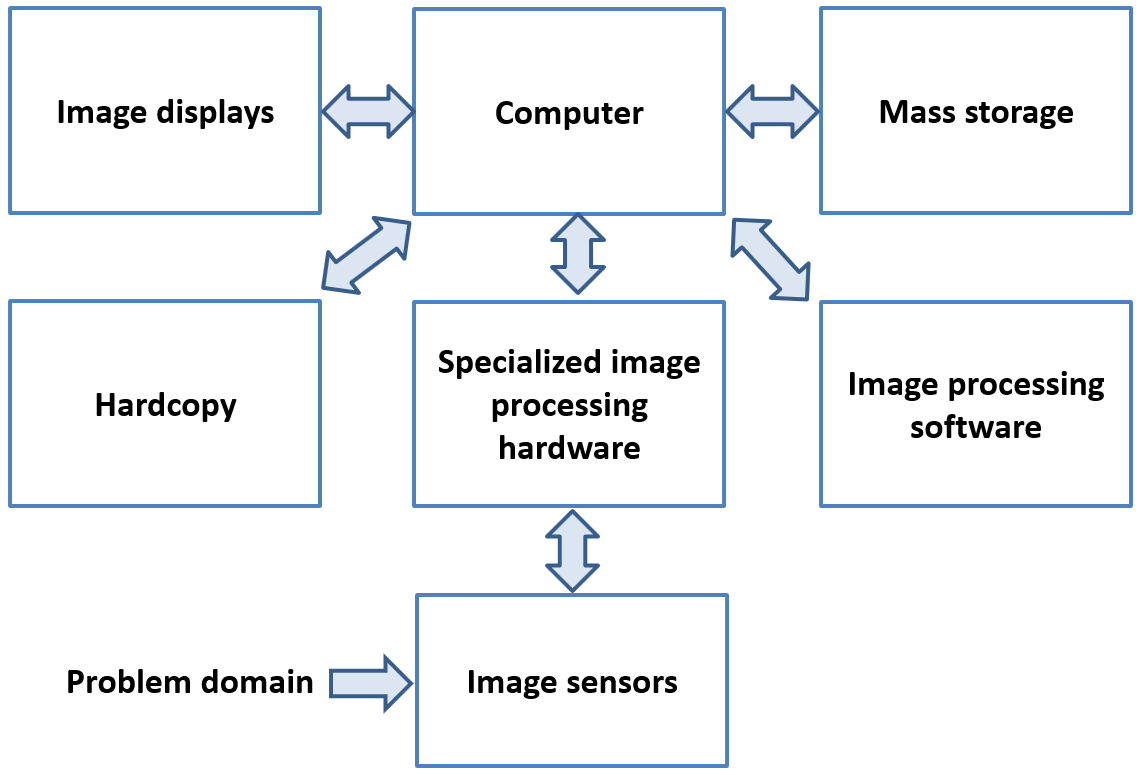 Image displays
Computer
Mass storage
Hardcopy
Specialized image
processing
hardware
Image processing
software
Problem domain
Image sensors